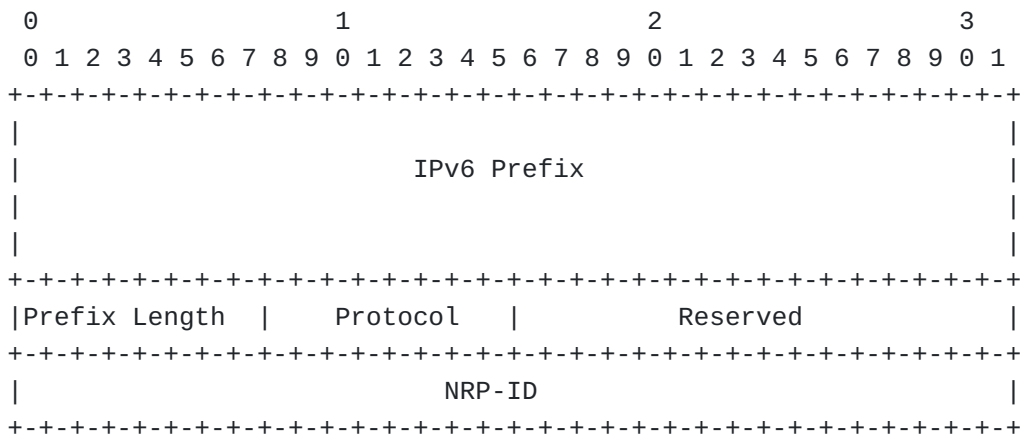 0                   1                   2                   3
 0 1 2 3 4 5 6 7 8 9 0 1 2 3 4 5 6 7 8 9 0 1 2 3 4 5 6 7 8 9 0 1
+-+-+-+-+-+-+-+-+-+-+-+-+-+-+-+-+-+-+-+-+-+-+-+-+-+-+-+-+-+-+-+-+
|                                                               |
|                         IPv6 Prefix                           |
|                                                               |
|                                                               |
+-+-+-+-+-+-+-+-+-+-+-+-+-+-+-+-+-+-+-+-+-+-+-+-+-+-+-+-+-+-+-+-+
|Prefix Length  |    Protocol   |          Reserved             |
+-+-+-+-+-+-+-+-+-+-+-+-+-+-+-+-+-+-+-+-+-+-+-+-+-+-+-+-+-+-+-+-+
|                           NRP-ID                              |
+-+-+-+-+-+-+-+-+-+-+-+-+-+-+-+-+-+-+-+-+-+-+-+-+-+-+-+-+-+-+-+-+